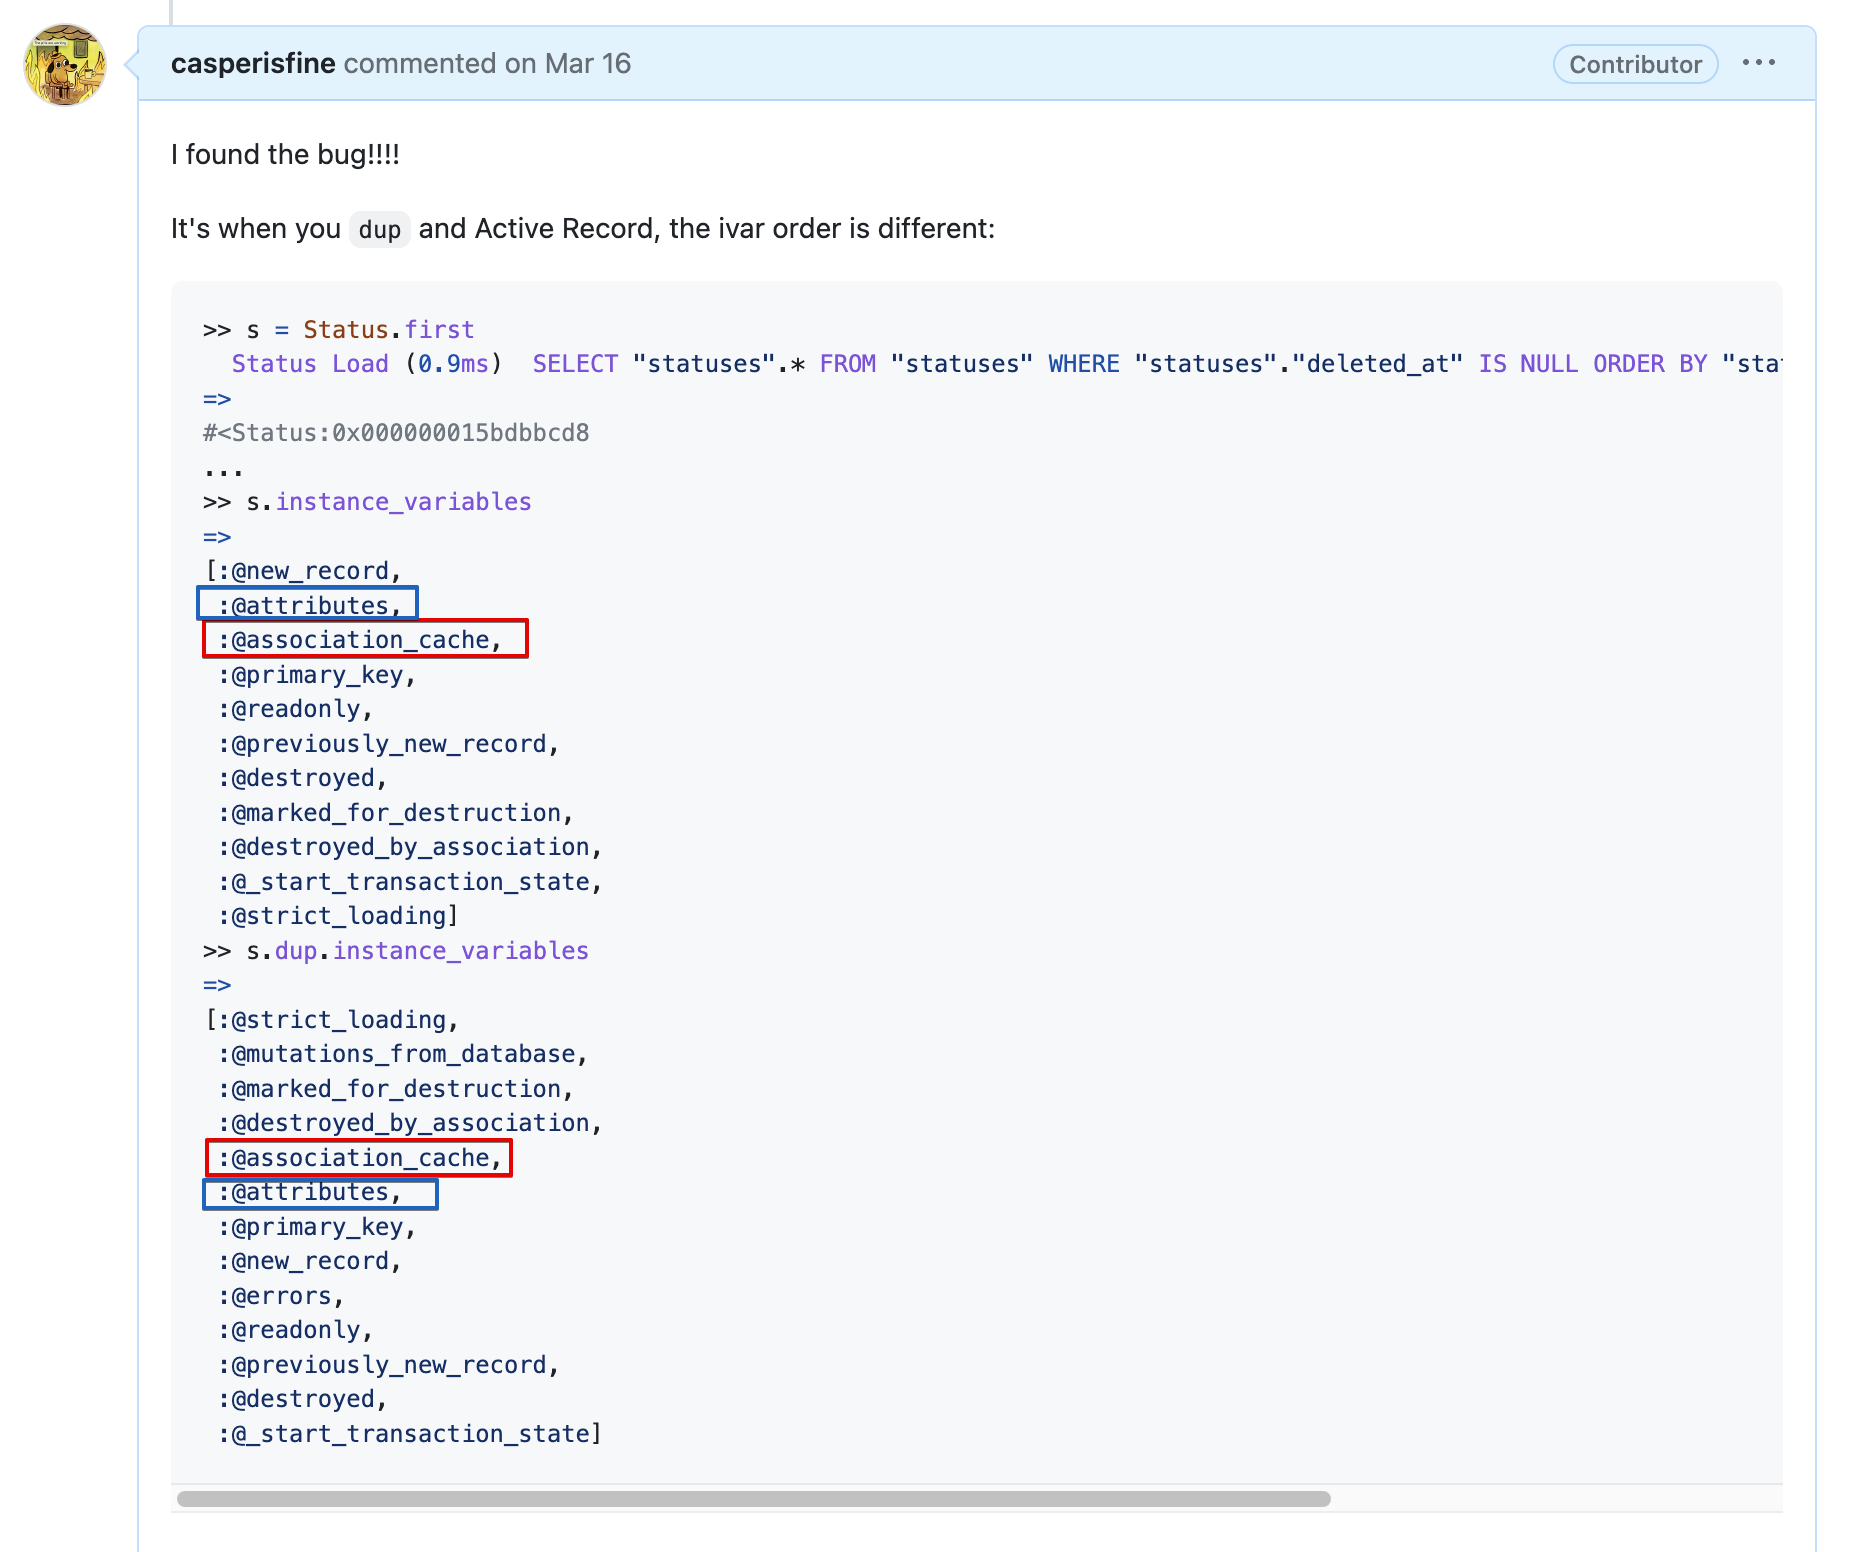 casperisfine commented on Mar 16
Contributor
I found the bug!!!!
It's when you dup and Active Record, the ivar order is different:
>> s = Status.first
Status Load (0.9ms)  SELECT "statuses".* FROM "statuses" WHERE "statuses"."deleted_at" IS NULL ORDER BY "stat
=>
#<Status:0x000000015bdbbcd8
...
>> s.instance_variables
=>
[:@new_record,
:@attributes,
:@association_cache,
:@primary_key,
:@readonly,
:@previously_new_record,
:@destroyed,
:@marked_for_destruction,
:@destroyed_by_association,
:@_start_transaction_state,
:@strict_loading]
>> s.dup.instance_variables
=>
[:@strict_loading,
:@mutations_from_database,
:@marked_for_destruction,
:@destroyed_by_association,
:@association_cache,
:@attributes,
:@primary_key,
:@new_record,
:@errors,
:@readonly,
:@previously_new_record,
:@destroyed,
:@_start_transaction_state]